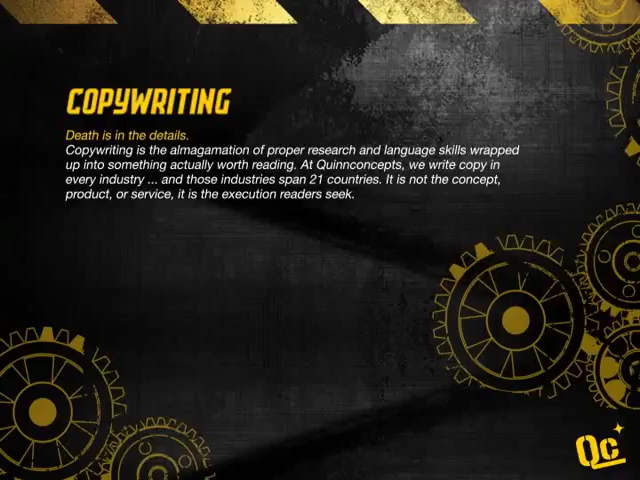 COPYWRITING
Death is in the details.
Copywriting is the almagamation of proper research and language skills wrapped
up into something actually worth reading. At Quinnconcepts, we write copy in
every industry ... and those industries span 21 countries. It is not the concept,
product, or service, it is the execution readers seek.
Qc